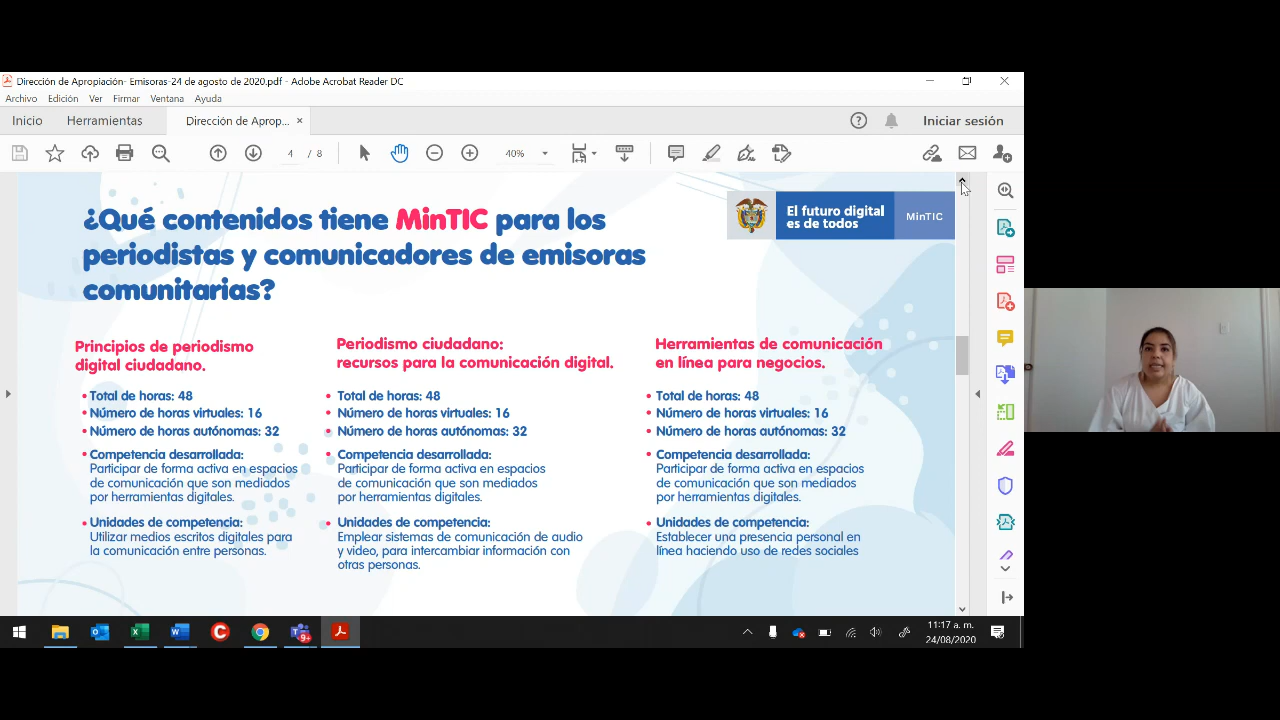 Dirección de Apropiación- Emisoras-24 de agosto de 2020.pdf - Adobe Acrobat Reader DC
Archivo Edición Ver Firmar Ventana Ayuda
Inicio Herramientas Dirección de Aprop... × Iniciar sesión
4 / 8 40%
¿Qué contenidos tiene MinTIC para los
periodistas y comunicadores de emisoras
comunitarias?
El futuro digital
es de todos
MinTIC
Principios de periodismo
digital ciudadano.
• Total de horas: 48
• Número de horas virtuales: 16
• Número de horas autónomas: 32
• Competencia desarrollada:
Participar de forma activa en espacios
de comunicación que son mediados
por herramientas digitales.
• Unidades de competencia:
Utilizar medios escritos digitales para
la comunicación entre personas.
Periodismo ciudadano:
recursos para la comunicación digital.
• Total de horas: 48
• Número de horas virtuales: 16
• Número de horas autónomas: 32
• Competencia desarrollada:
Participar de forma activa en espacios
de comunicación que son mediados
por herramientas digitales.
• Unidades de competencia:
Emplear sistemas de comunicación de audio
y video, para intercambiar información con
otras personas.
Herramientas de comunicación
en línea para negocios.
• Total de horas: 48
• Número de horas virtuales: 16
• Número de horas autónomas: 32
• Competencia desarrollada:
Participar de forma activa en espacios
de comunicación que son mediados
por herramientas digitales.
• Unidades de competencia:
Establecer una presencia personal en
línea haciendo uso de redes sociales
9+
11:17 a. m.
24/08/2020